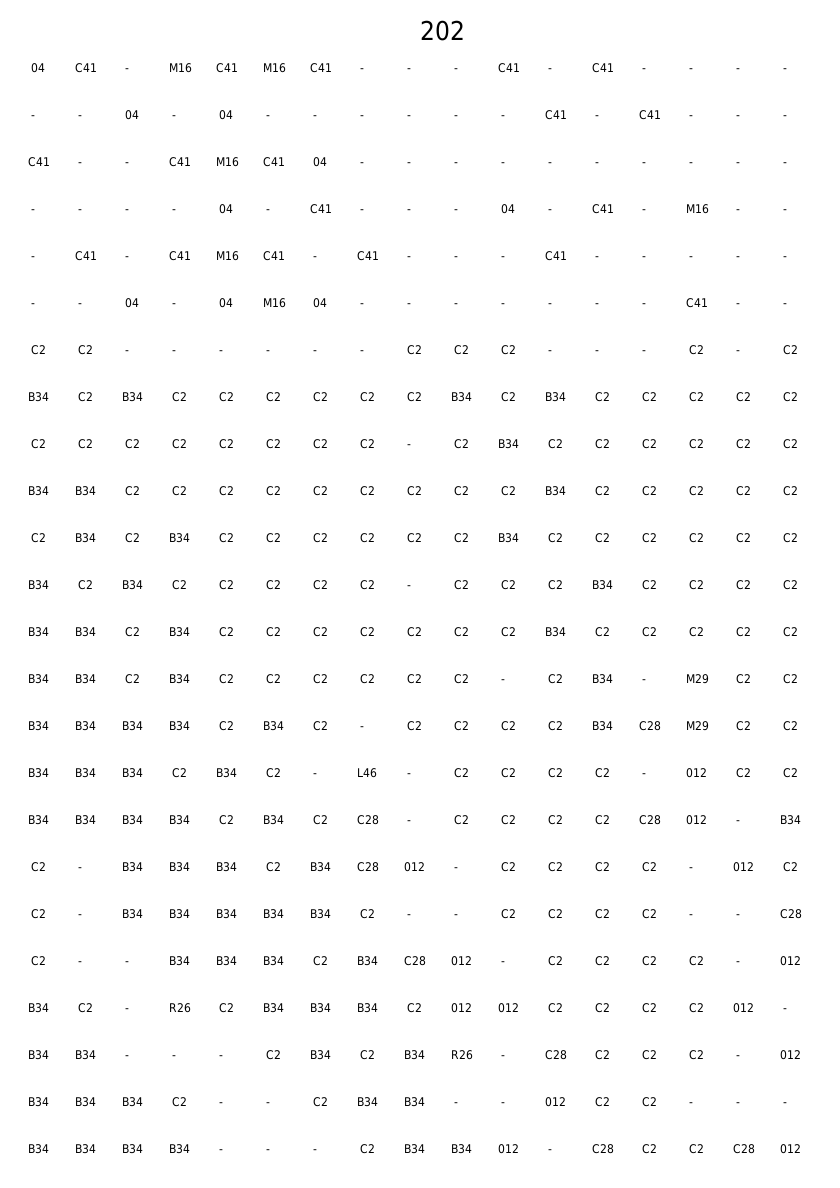 202
04 C41 - M16 C41 M16 C41 - - - C41 - C41 - - - -
- - 04 - 04 - - - - - - C41 - C41 - - -
C41 - - C41 M16 C41 04 - - - - - - - - - -
- - - - 04 - C41 - - - 04 - C41 - M16 - -
- C41 - C41 M16 C41 - C41 - - - C41 - - - - -
- - 04 - 04 M16 04 - - - - - - - C41 - -
C2 C2 - - - - - - C2 C2 C2 - - - C2 - C2
B34 C2 B34 C2 C2 C2 C2 C2 C2 B34 C2 B34 C2 C2 C2 C2 C2
C2 C2 C2 C2 C2 C2 C2 C2 - C2 B34 C2 C2 C2 C2 C2 C2
B34 B34 C2 C2 C2 C2 C2 C2 C2 C2 C2 B34 C2 C2 C2 C2 C2
C2 B34 C2 B34 C2 C2 C2 C2 C2 C2 B34 C2 C2 C2 C2 C2 C2
B34 C2 B34 C2 C2 C2 C2 C2 - C2 C2 C2 B34 C2 C2 C2 C2
B34 B34 C2 B34 C2 C2 C2 C2 C2 C2 C2 B34 C2 C2 C2 C2 C2
B34 B34 C2 B34 C2 C2 C2 C2 C2 C2 - C2 B34 - M29 C2 C2
B34 B34 B34 B34 C2 B34 C2 - C2 C2 C2 C2 B34 C28 M29 C2 C2
B34 B34 B34 C2 B34 C2 - L46 - C2 C2 C2 C2 - 012 C2 C2
B34 B34 B34 B34 C2 B34 C2 C28 - C2 C2 C2 C2 C28 012 - B34
C2 - B34 B34 B34 C2 B34 C28 012 - C2 C2 C2 C2 - 012 C2
C2 - B34 B34 B34 B34 B34 C2 - - C2 C2 C2 C2 - - C28
C2 - - B34 B34 B34 C2 B34 C28 012 - C2 C2 C2 C2 - 012
B34 C2 - R26 C2 B34 B34 B34 C2 012 012 C2 C2 C2 C2 012 -
B34 B34 - - - C2 B34 C2 B34 R26 - C28 C2 C2 C2 - 012
B34 B34 B34 C2 - - C2 B34 B34 - - 012 C2 C2 - - -
B34 B34 B34 B34 - - - C2 B34 B34 012 - C28 C2 C2 C28 012